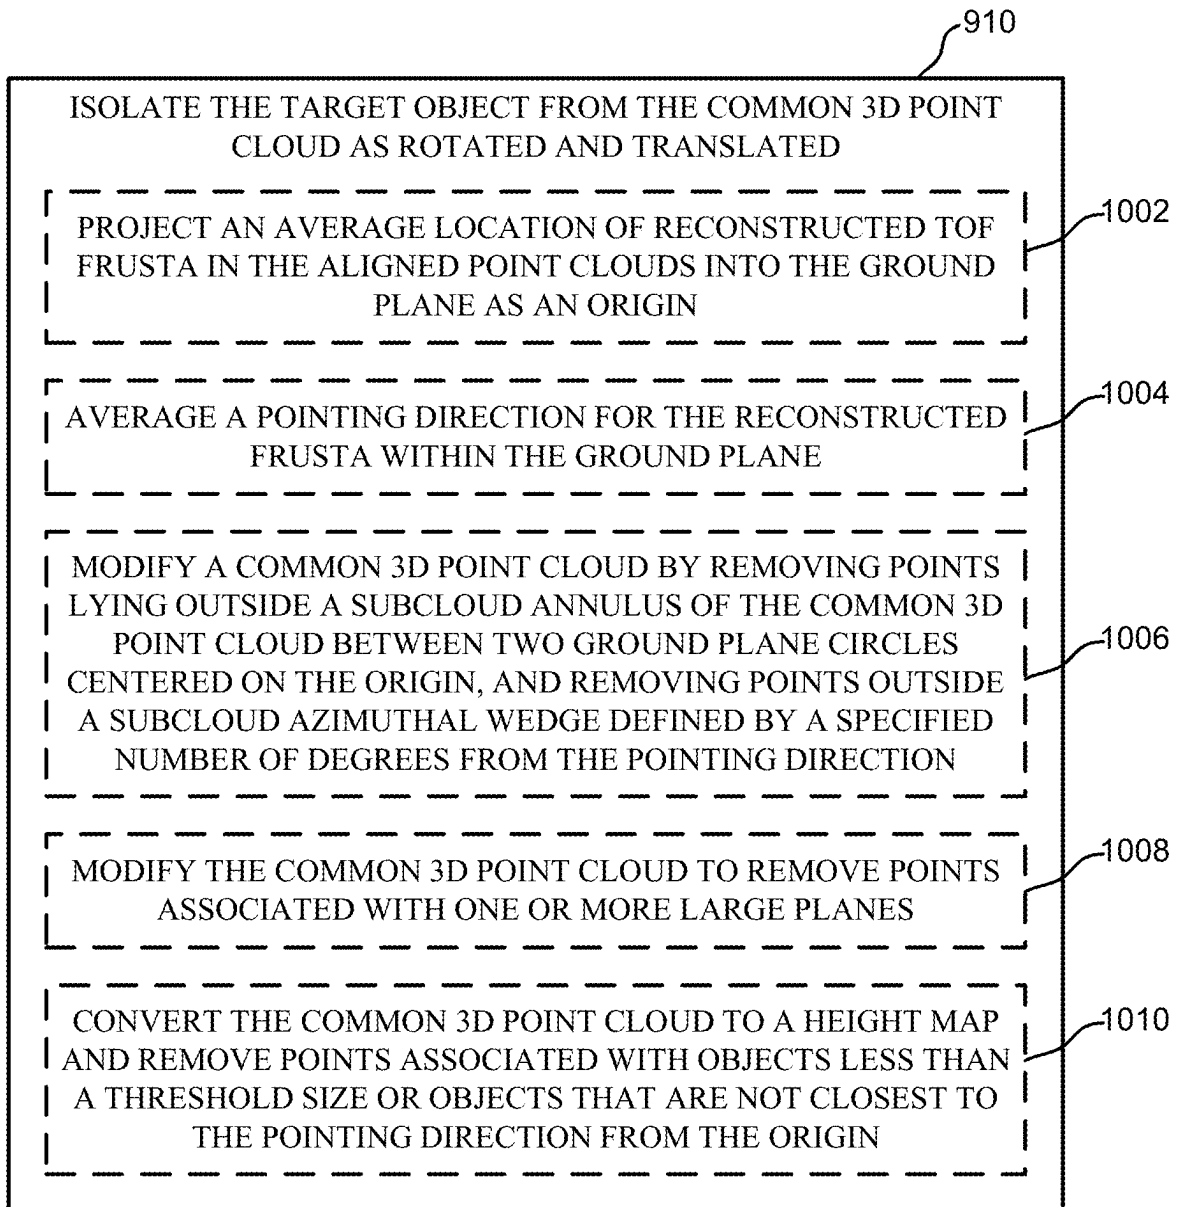 910
ISOLATE THE TARGET OBJECT FROM THE COMMON 3D POINT
CLOUD AS ROTATED AND TRANSLATED
1002
PROJECT AN AVERAGE LOCATION OF RECONSTRUCTED TOF
FRUSTA IN THE ALIGNED POINT CLOUDS INTO THE GROUND
PLANE AS AN ORIGIN
1004
AVERAGE A POINTING DIRECTION FOR THE RECONSTRUCTED
FRUSTA WITHIN THE GROUND PLANE
MODIFY A COMMON 3D POINT CLOUD BY REMOVING POINTS
LYING OUTSIDE A SUBCLOUD ANNULUS OF THE COMMON 3D
POINT CLOUD BETWEEN TWO GROUND PLANE CIRCLES
1006
CENTERED ON THE ORIGIN, AND REMOVING POINTS OUTSIDE
A SUBCLOUD AZIMUTHAL WEDGE DEFINED BY A SPECIFIED
NUMBER OF DEGREES FROM THE POINTING DIRECTION
1008
MODIFY THE COMMON 3D POINT CLOUD TO REMOVE POINTS
ASSOCIATED WITH ONE OR MORE LARGE PLANES
1010
CONVERT THE COMMON 3D POINT CLOUD TO A HEIGHT MAP
AND REMOVE POINTS ASSOCIATED WITH OBJECTS LESS THAN
A THRESHOLD SIZE OR OBJECTS THAT ARE NOT CLOSEST TO
THE POINTING DIRECTION FROM THE ORIGIN